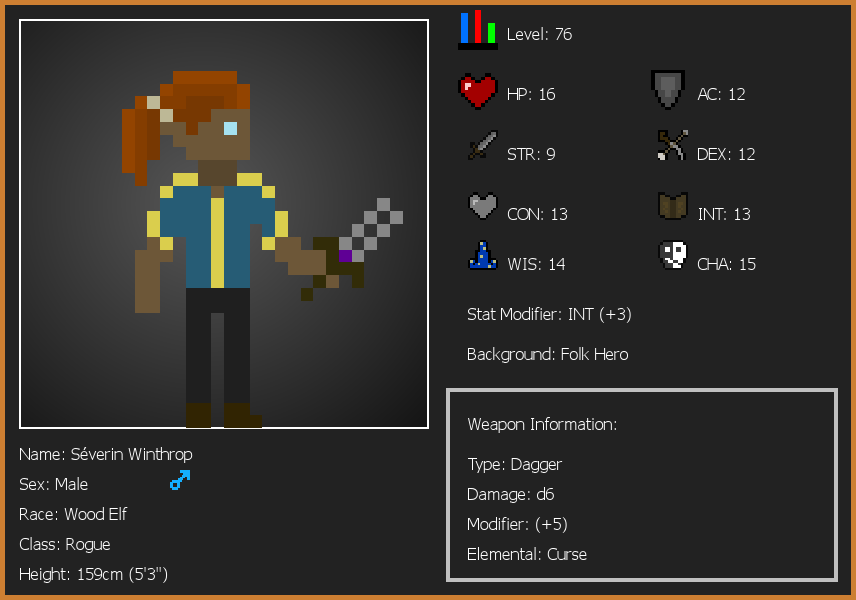 Level: 76
HP: 16
AC: 12
STR: 9
DEX: 12
CON: 13
INT: 13
WIS: 14
CHA: 15
Stat Modifier: INT (+3)
Background: Folk Hero
Weapon Information:
Type: Dagger
Damage: d6
Modifier: (+5)
Elemental: Curse
Name: Séverin Winthrop
Sex: Male
Race: Wood Elf
Class: Rogue
Height: 159cm (5'3")